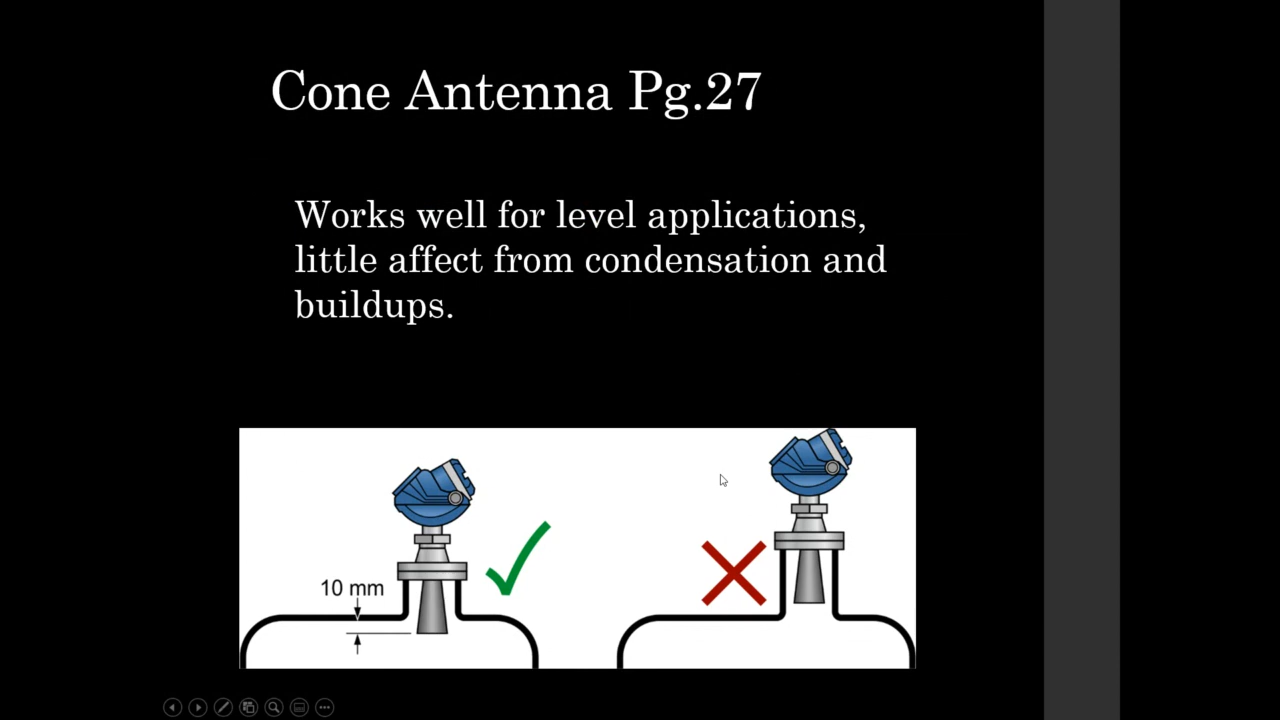 Cone Antenna Pg.27
Works well for level applications,
little affect from condensation and
buildups.
10 mm